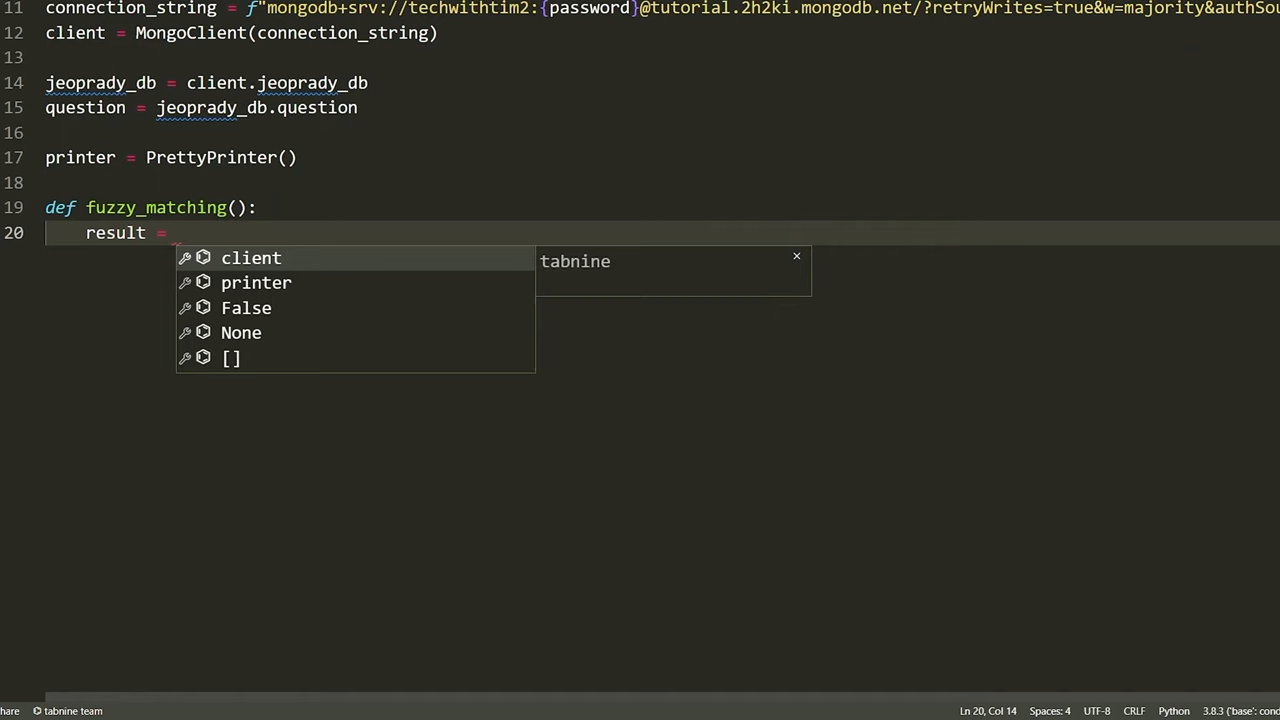 11 connection_string = f"mongodb+srv://techwithtim2:{password}@tutorial.2h2ki.mongodb.net/?retryWrites=true&w=majority&authSou
12 client = MongoClient(connection_string)
13
14 jeoprady_db = client.jeoprady_db
15 question = jeoprady_db.question
16
17 printer = PrettyPrinter()
18
19 def fuzzy_matching():
20 result =
client
tabnine ×
printer
False
None
[]
hare tabnine team Ln 20, Col 14 Spaces: 4 UTF-8 CRLF Python 3.8.3 ('base': cond